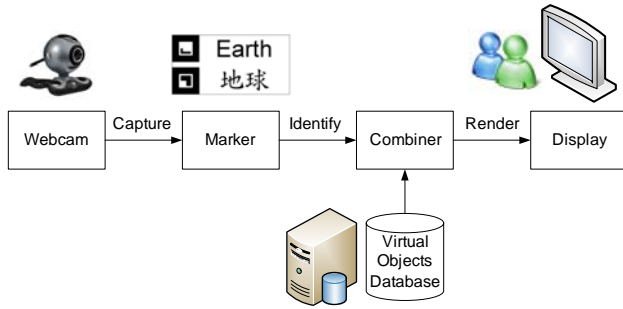 Earth
地球
Capture
Identify
Render
Webcam
Marker
Combiner
Display
Virtual
Objects
Database